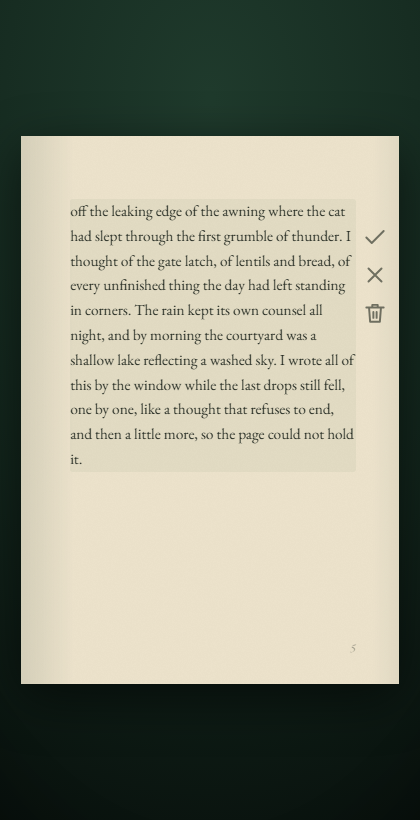 off the leaking edge of the awning where the cat
had slept through the first grumble of thunder. I
thought of the gate latch, of lentils and bread, of
every unfinished thing the day had left standing
in corners. The rain kept its own counsel all
night, and by morning the courtyard was a
shallow lake reflecting a washed sky. I wrote all of
this by the window while the last drops still fell,
one by one, like a thought that refuses to end,
and then a little more, so the page could not hold
it.
5